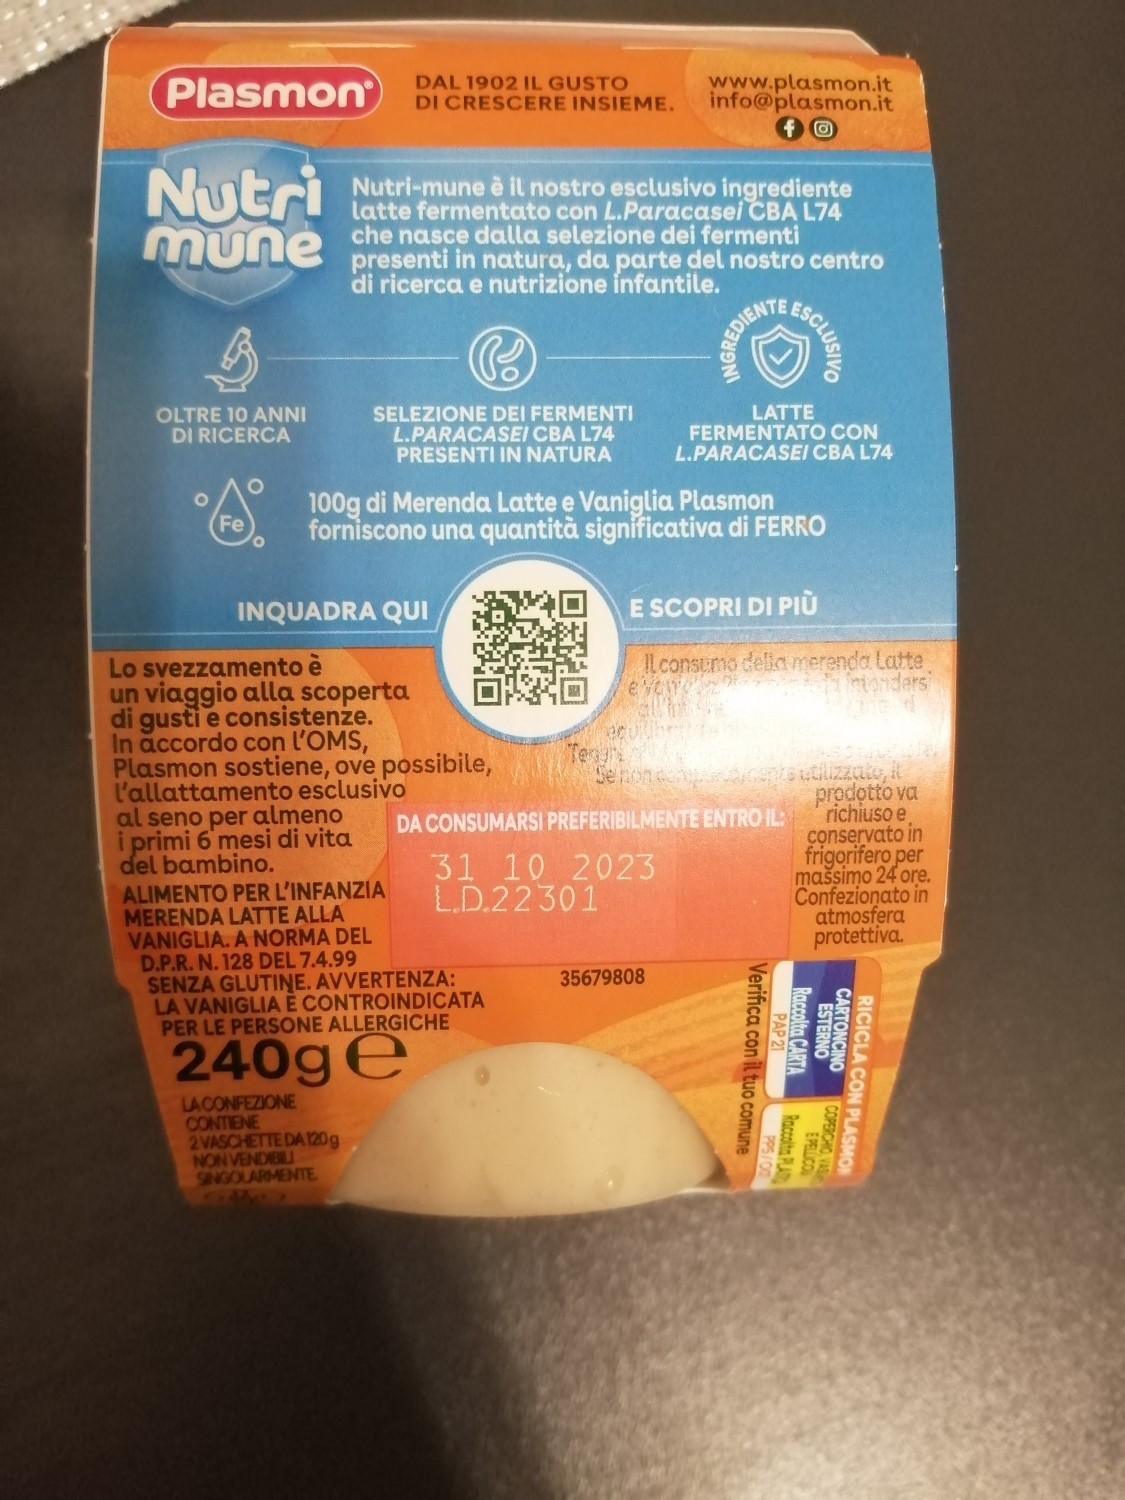 Plasmon®
DAL 1902 IL GUSTO
DI CRESCERE INSIEME.
www.plasmon.it
info@plasmon.it
Nutri
mune
Nutri-mune è il nostro esclusivo ingrediente
latte fermentato con L.Paracasei CBA L74
che nasce dalla selezione dei fermenti
presenti in natura, da parte del nostro centro
di ricerca e nutrizione infantile.
OLTRE 10 ANNI
DI RICERCA
SELEZIONE DEI FERMENTI
L.PARACASEI CBA L74
PRESENTI IN NATURA
INGREDIENTE ESCLUSIVO
LATTE
FERMENTATO CON
L.PARACASEI CBA L74
Fe
100g di Merenda Latte e Vaniglia Plasmon
forniscono una quantità significativa di FERRO
INQUADRA QUI
E SCOPRI DI PIÙ
Lo svezzamento è
un viaggio alla scoperta
di gusti e consistenze.
In accordo con l'OMS,
Plasmon sostiene, ove possibile,
l'allattamento esclusivo
al seno per almeno
i primi 6 mesi di vita
del bambino.
ALIMENTO PER L'INFANZIA
MERENDA LATTE ALLA
VANIGLIA. A NORMA DEL
D.P.R. N. 128 DEL 7.4.99
SENZA GLUTINE. AVVERTENZA:
LA VANIGLIA È CONTROINDICATA
PER LE PERSONE ALLERGICHE
240g e
LA CONFEZIONE
CONTIENE
2 VASCHETTE DA 120 g
NON VENDIBILI
SINGOLARMENTE.
Il consumo della merenda Latte
e intendersi
Se non utilizzato, il
prodotto va
richiuso e
conservato in
frigorifero per
massimo 24 ore.
Confezionato in
atmosfera
protettiva.
DA CONSUMARSI PREFERIBILMENTE ENTRO IL:
31 10 2023
L.D.22301
35679808
RICICLA CON PLASMON
CARTONCINO
ESTERNO
Raccolta CARTA
PAP 21
Raccolta
Verifica con il tuo comune